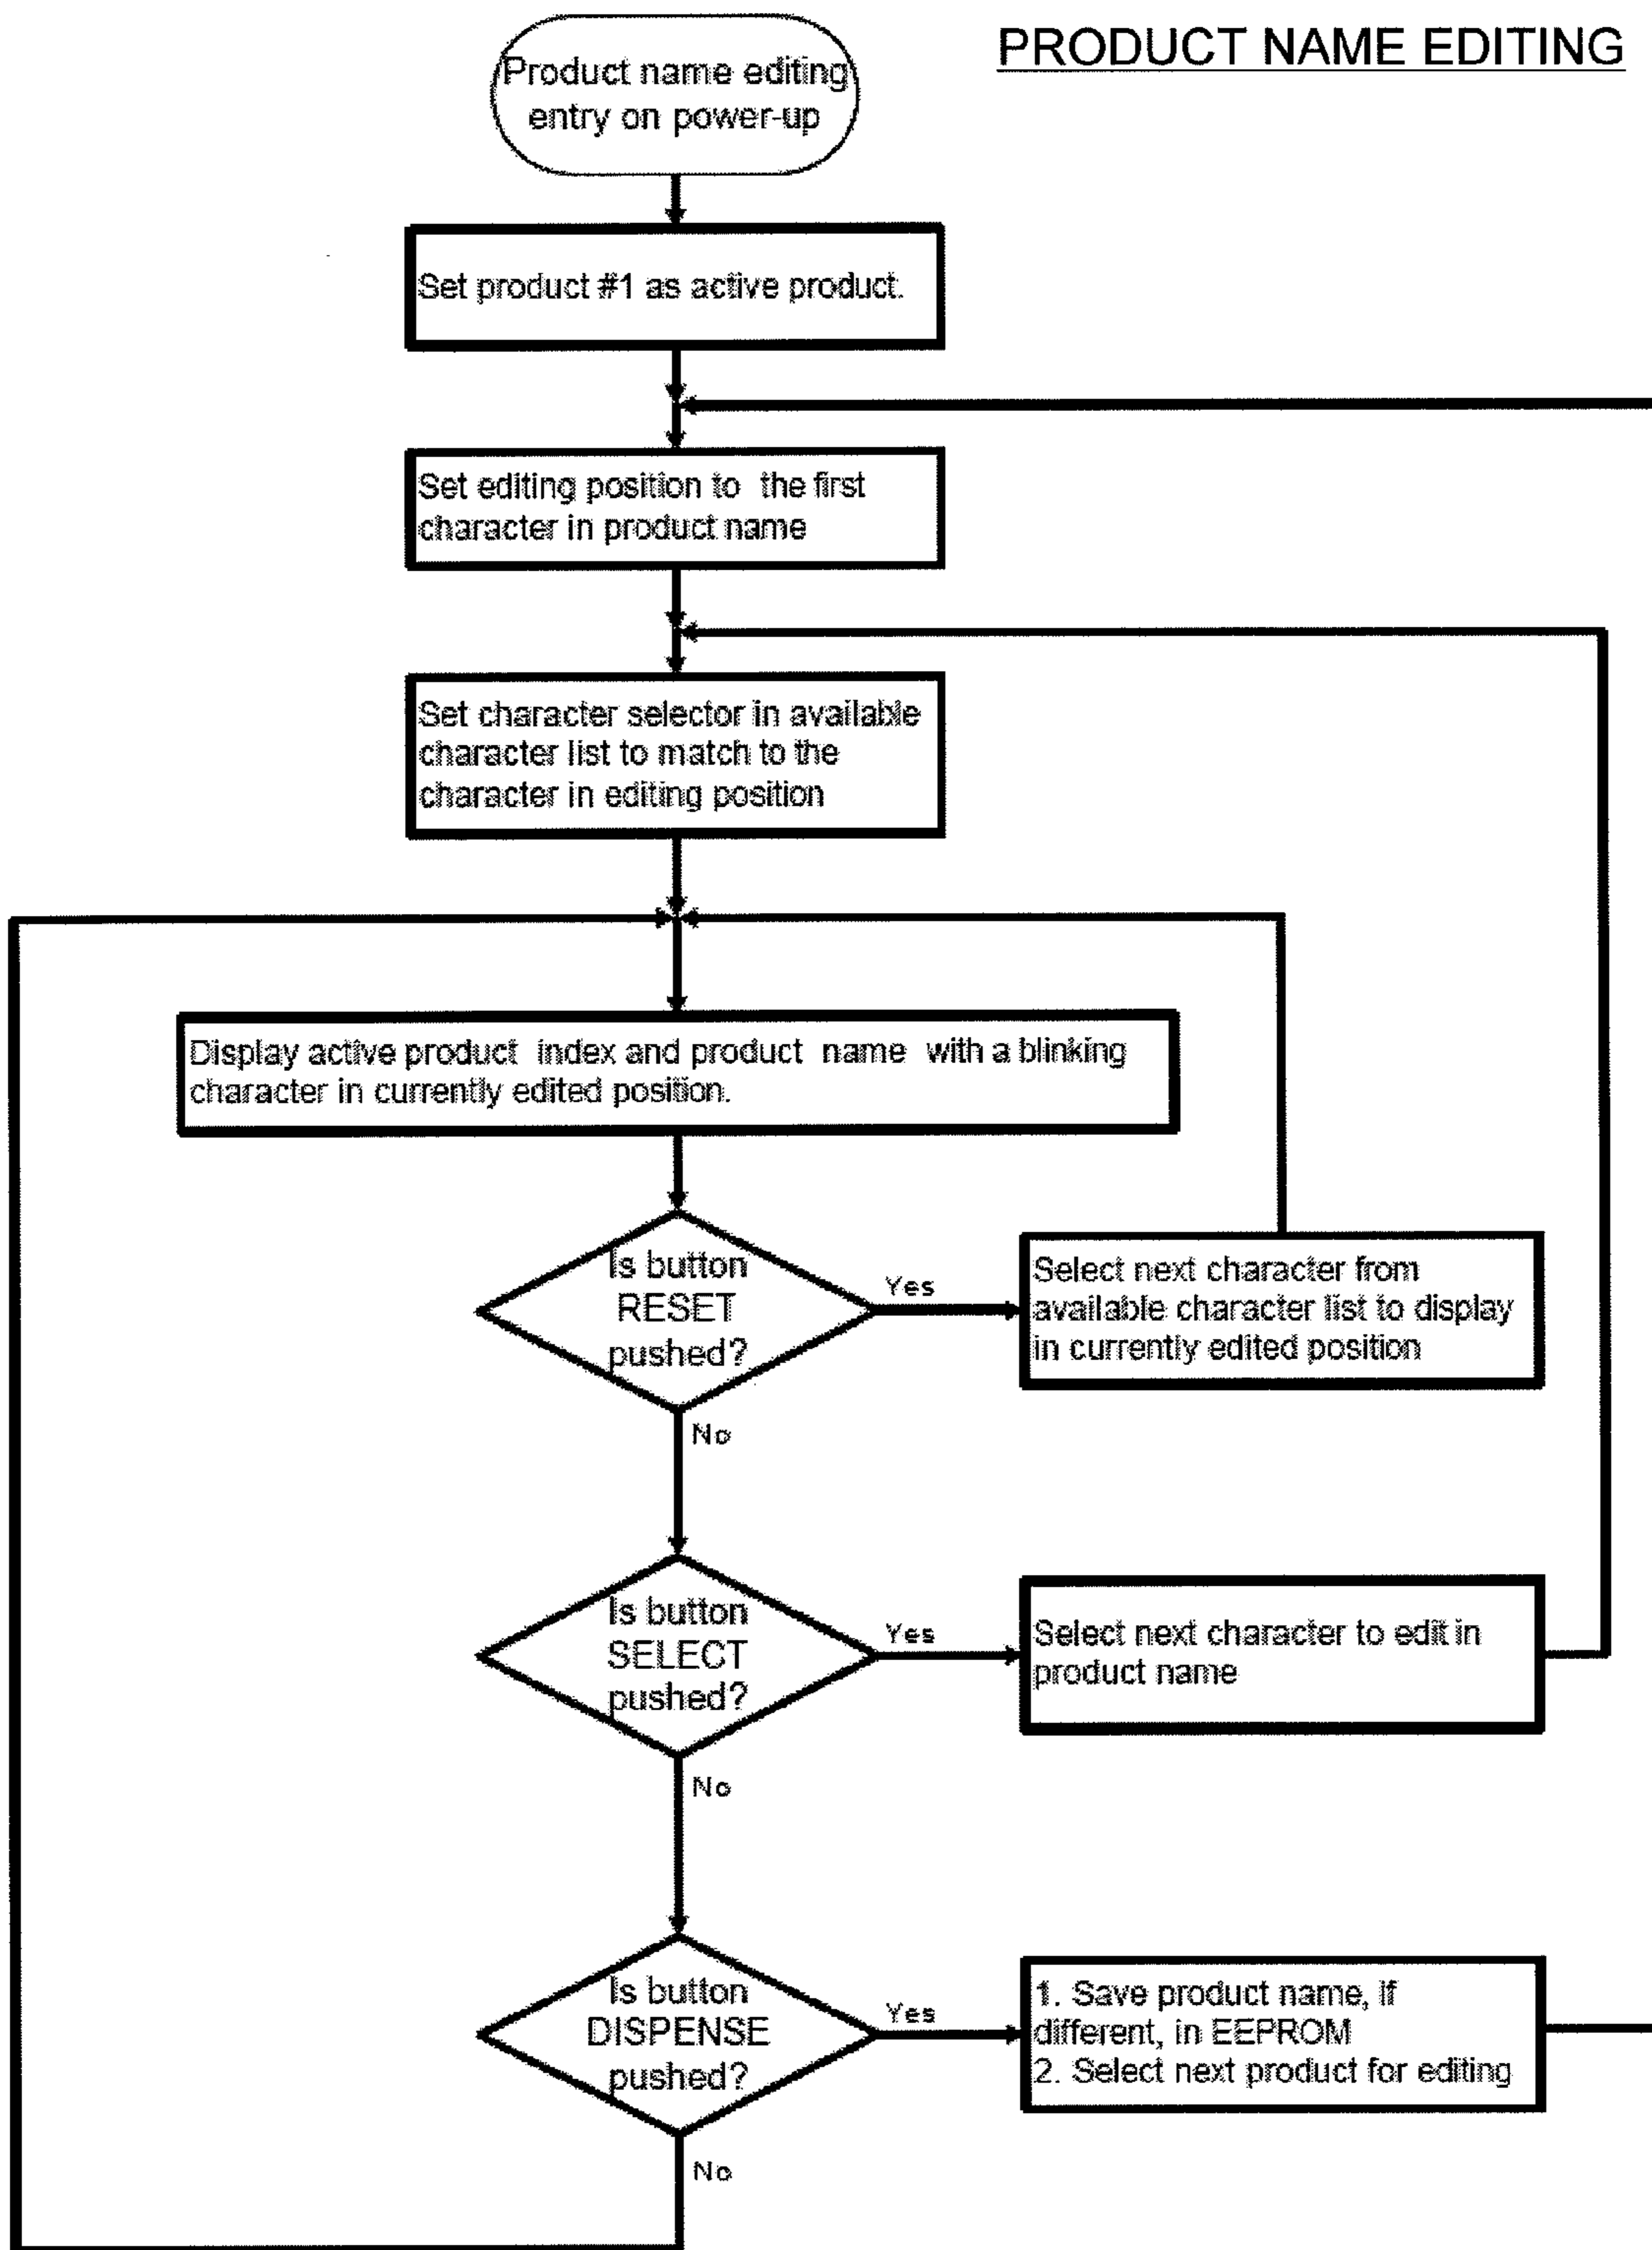 PRODUCT NAME EDITING
Product name editing
entry on power-up
Set product #1 as active product.
Set editing position to the first
character in product name
Set character selector in available
character list to match to the
character in editing position
Display active product index and product name with a blinking
character in currently edited position.
Is button
RESET
pushed?
Yes
Select next character from
available character list to display
in currently edited position
No
Is button
SELECT
pushed?
Yes
Select next character to edit in
product name
No
Is button
DISPENSE
pushed?
Yes
1. Save product name, if
different, in EEPROM
2. Select next product for editing
No